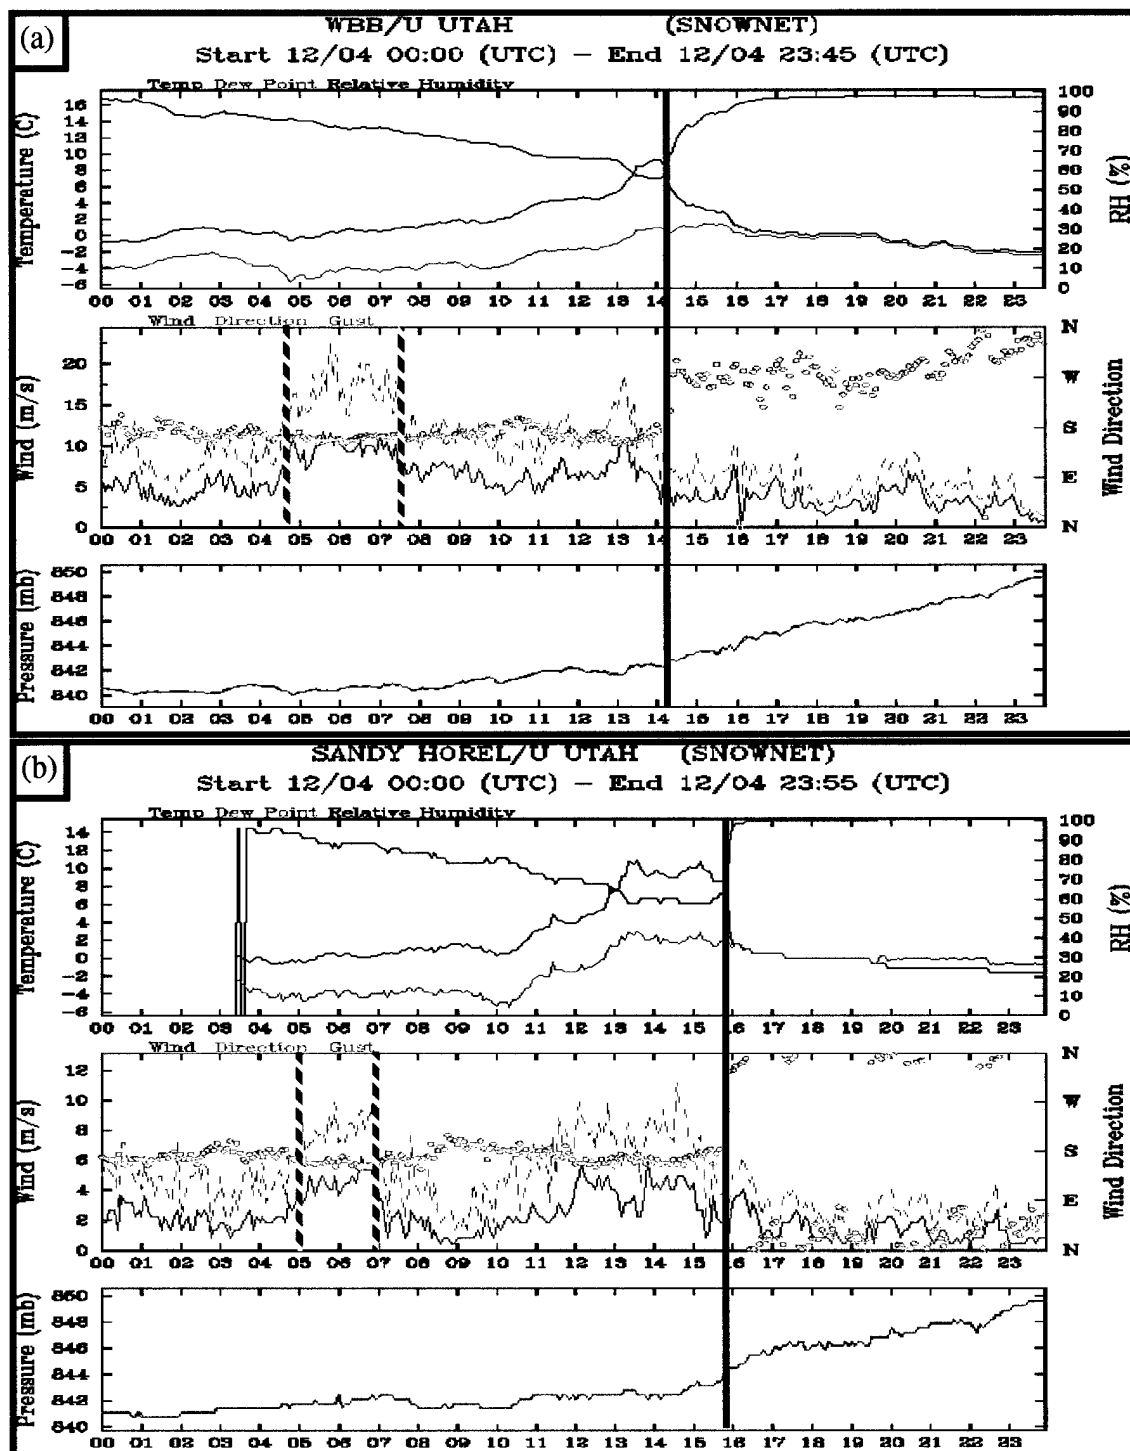 (a)
WBB/U UTAH (SNOWNET)
Start 12/04 00:00 (UTC) – End 12/04 23:45 (UTC)
Temp Dew Point Relative Humidity
Temperature (C)
16
14
11
10
8
6
4
2
0
-2
-4
-6
100
90
80
70
60
50
40
30
20
10
0
RH (%)
00 01 02 03 04 05 06 07 08 09 10 11 12 13 14 15 16 17 18 19 20 21 22 23
Wind Direction Gust
Wind (m/s)
20
15
10
5
0
N
W
S
E
N
Wind Direction
00 01 02 03 04 05 06 07 08 09 10 11 12 13 14 15 16 17 18 19 20 21 22 23
Pressure (mb)
850
848
846
844
842
840
00 01 02 03 04 05 06 07 08 09 10 11 12 13 14 15 16 17 18 19 20 21 22 23
(b)
SANDY HOREL/U UTAH (SNOWNET)
Start 12/04 00:00 (UTC) – End 12/04 23:55 (UTC)
Temp Dew Point Relative Humidity
Temperature (C)
14
12
10
8
6
4
2
0
-2
-4
-6
100
90
80
70
60
50
40
30
20
10
0
RH (%)
00 01 02 03 04 05 06 07 08 09 10 11 12 13 14 15 16 17 18 19 20 21 22 23
Wind Direction Gust
Wind (m/s)
12
10
8
6
4
2
0
N
W
S
E
N
Wind Direction
00 01 02 03 04 05 06 07 08 09 10 11 12 13 14 15 16 17 18 19 20 21 22 23
Pressure (mb)
850
848
846
844
842
840
00 01 02 03 04 05 06 07 08 09 10 11 12 13 14 15 16 17 18 19 20 21 22 23